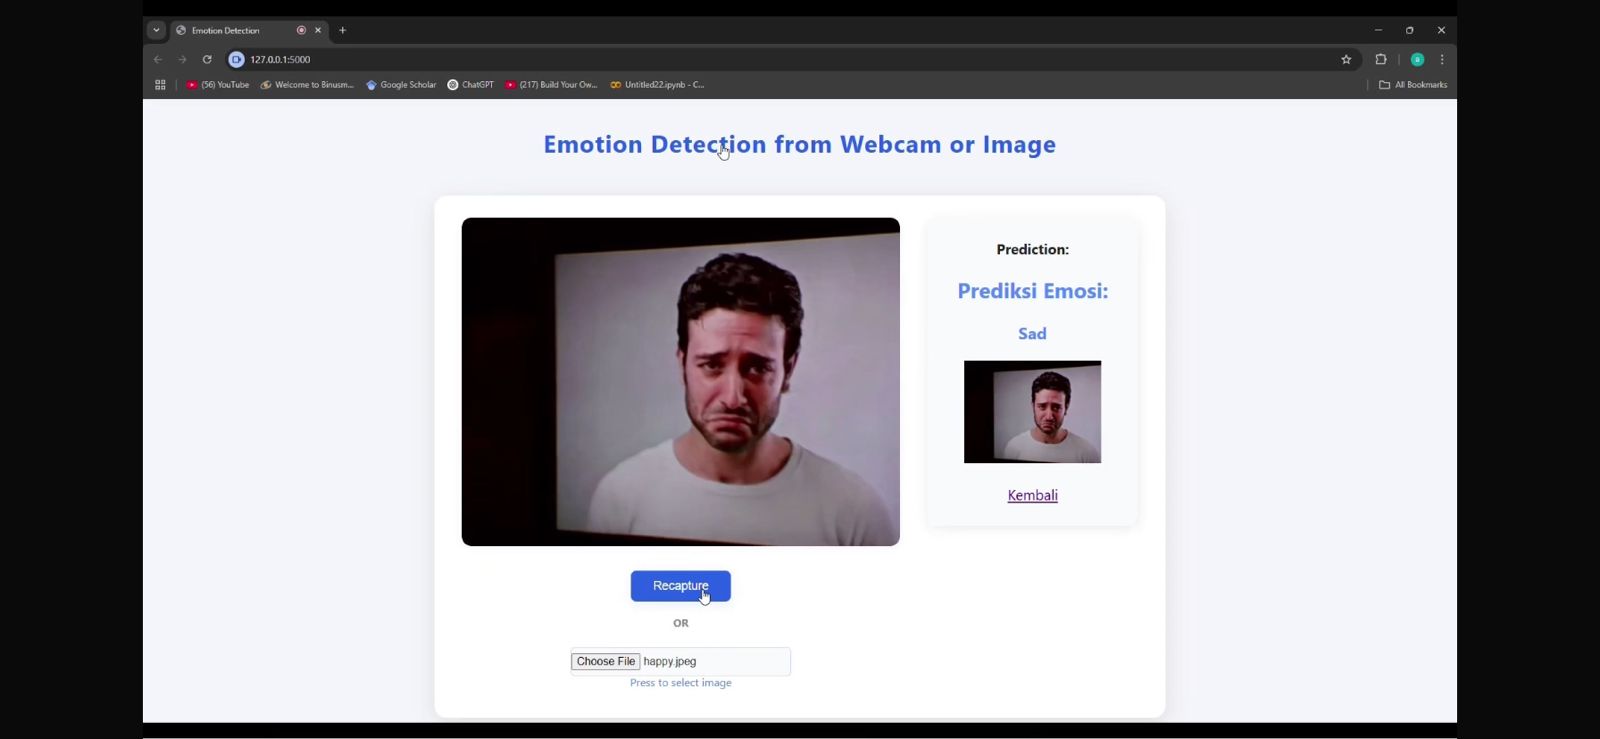 Emotion Detection
127.0.0.1:5000
(56) YouTube Welcome to Binusm... Google Scholar ChatGPT (217) Build Your Ow... Untitled22.ipynb - C... All Bookmarks
Emotion Detection from Webcam or Image
Prediction:
Prediksi Emosi:
Sad
Kembali
Recapture
OR
Choose File happy.jpeg
Press to select image